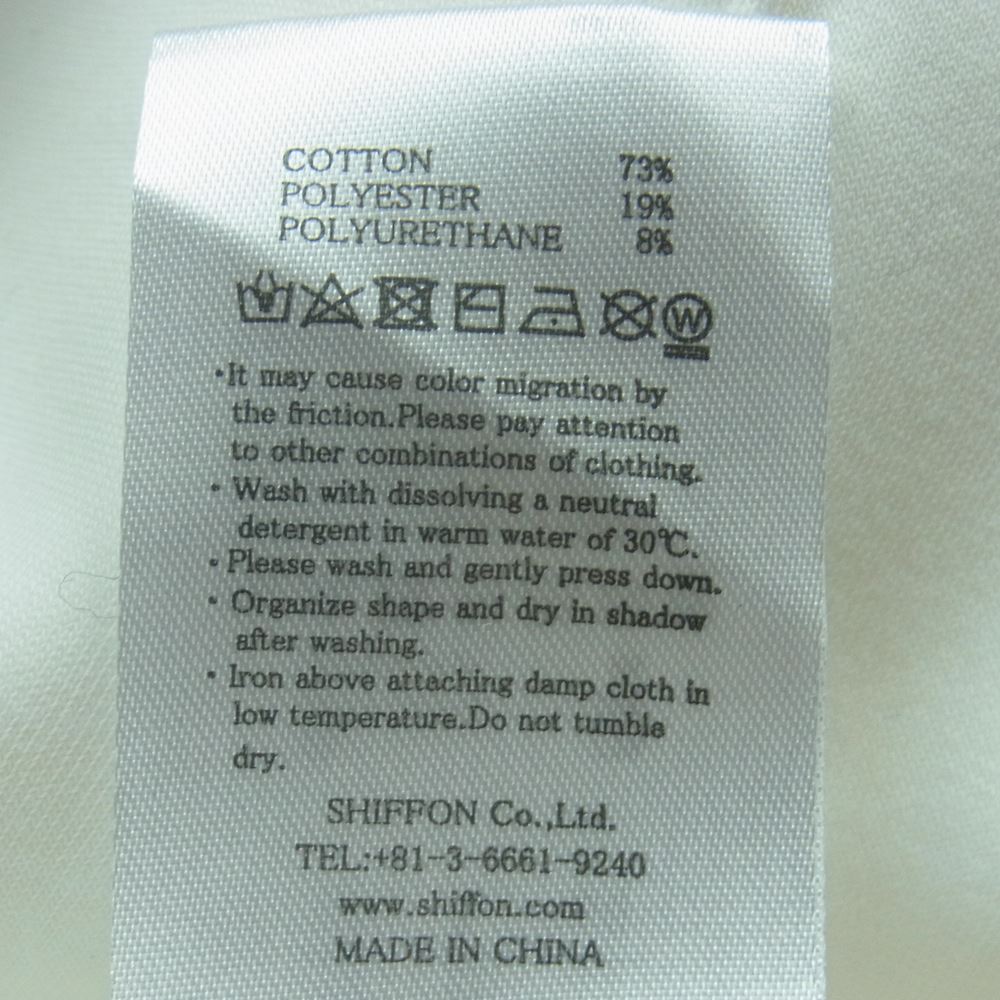 COTTON 73%
POLYESTER 19%
POLYURETHANE 8%
W
•It may cause color migration by
the friction.Please pay attention
to other combinations of clothing.
• Wash with dissolving a neutral
detergent in warm water of 30℃.
• Please wash and gently press down.
• Organize shape and dry in shadow
after washing.
• Iron above attaching damp cloth in
low temperature.Do not tumble
dry.
SHIFFON Co.,Ltd.
TEL:+81-3-6661-9240
www.shiffon.com
MADE IN CHINA